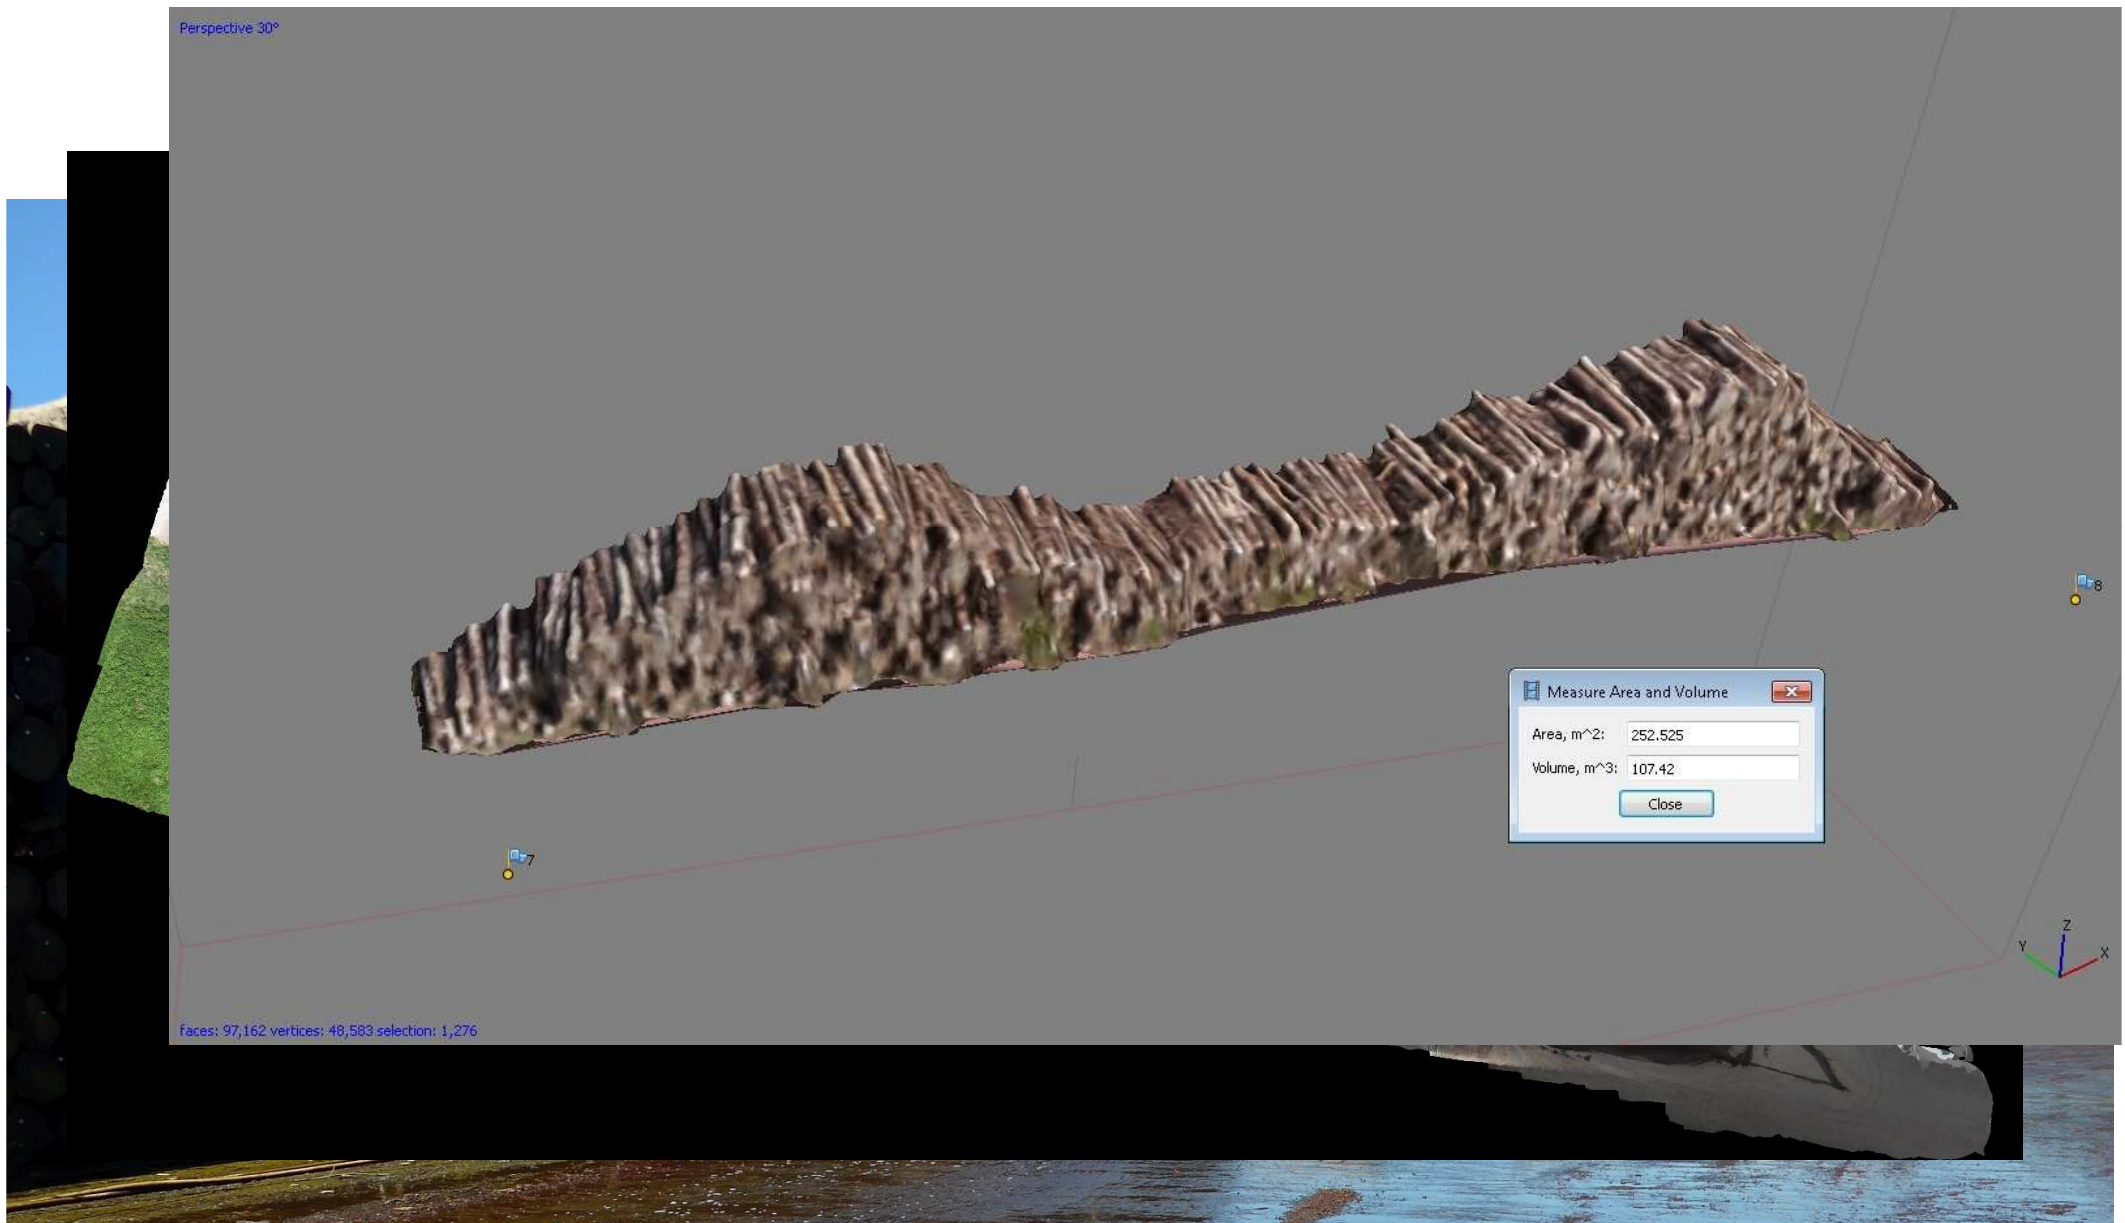 Perspective 30°
8
Measure Area and Volume
Area, m^2: 252.525
Volume, m^3: 107.42
Close
7
Z
Y
X
faces: 97,162 vertices: 48,583 selection: 1,276